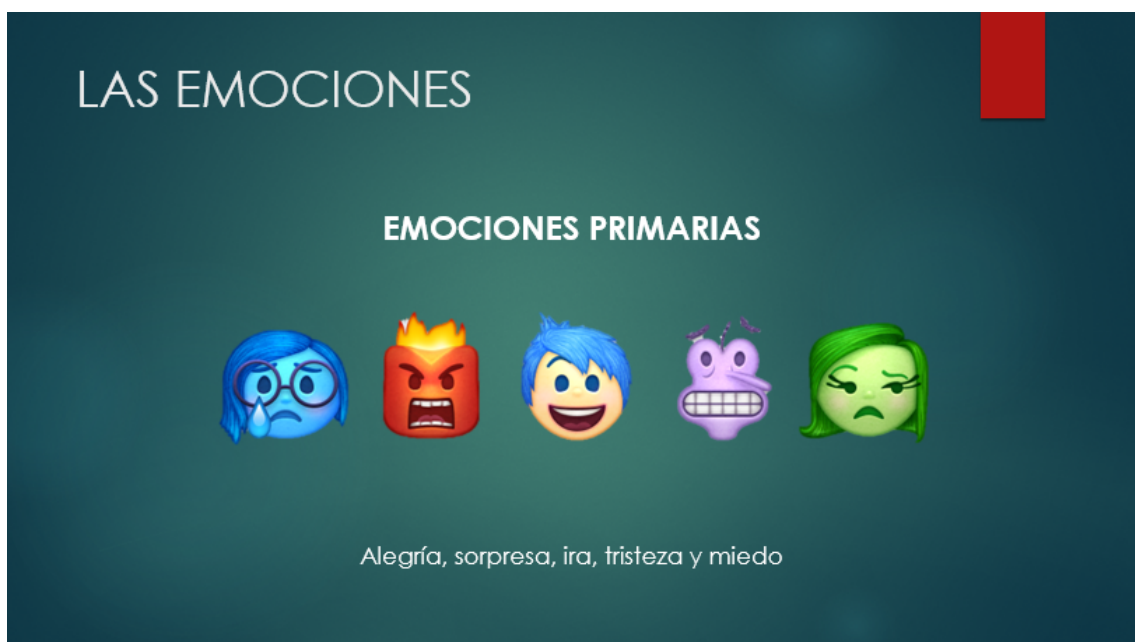 LAS EMOCIONES
EMOCIONES PRIMARIAS
Alegría, sorpresa, ira, tristeza y miedo